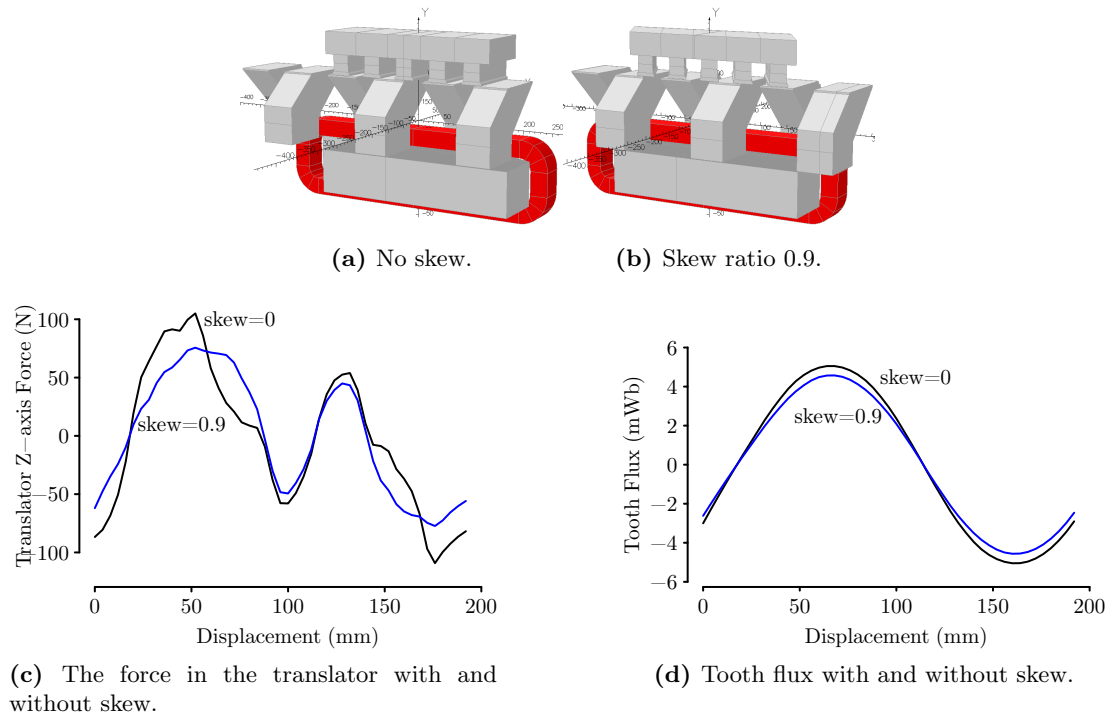 Y
(a) No skew.
(b) Skew ratio 0.9.
Translator Z−axis Force (N)
100
50
0
−50
−100
skew=0
skew=0.9
0 50 100 150 200
Displacement (mm)
(c) The force in the translator with and
without skew.
Tooth Flux (mWb)
6
4
2
0
−2
−4
−6
skew=0
skew=0.9
0 50 100 150 200
Displacement (mm)
(d) Tooth flux with and without skew.